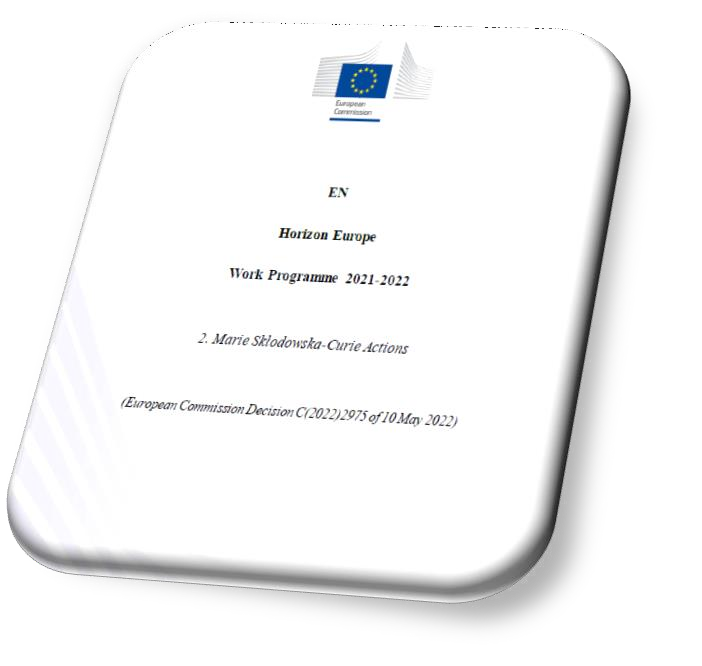 European
Commission
EN
Horizon Europe
Work Programme 2021-2022
2. Marie Skłodowska-Curie Actions
(European Commission Decision C(2022)2975 of 10 May 2022)